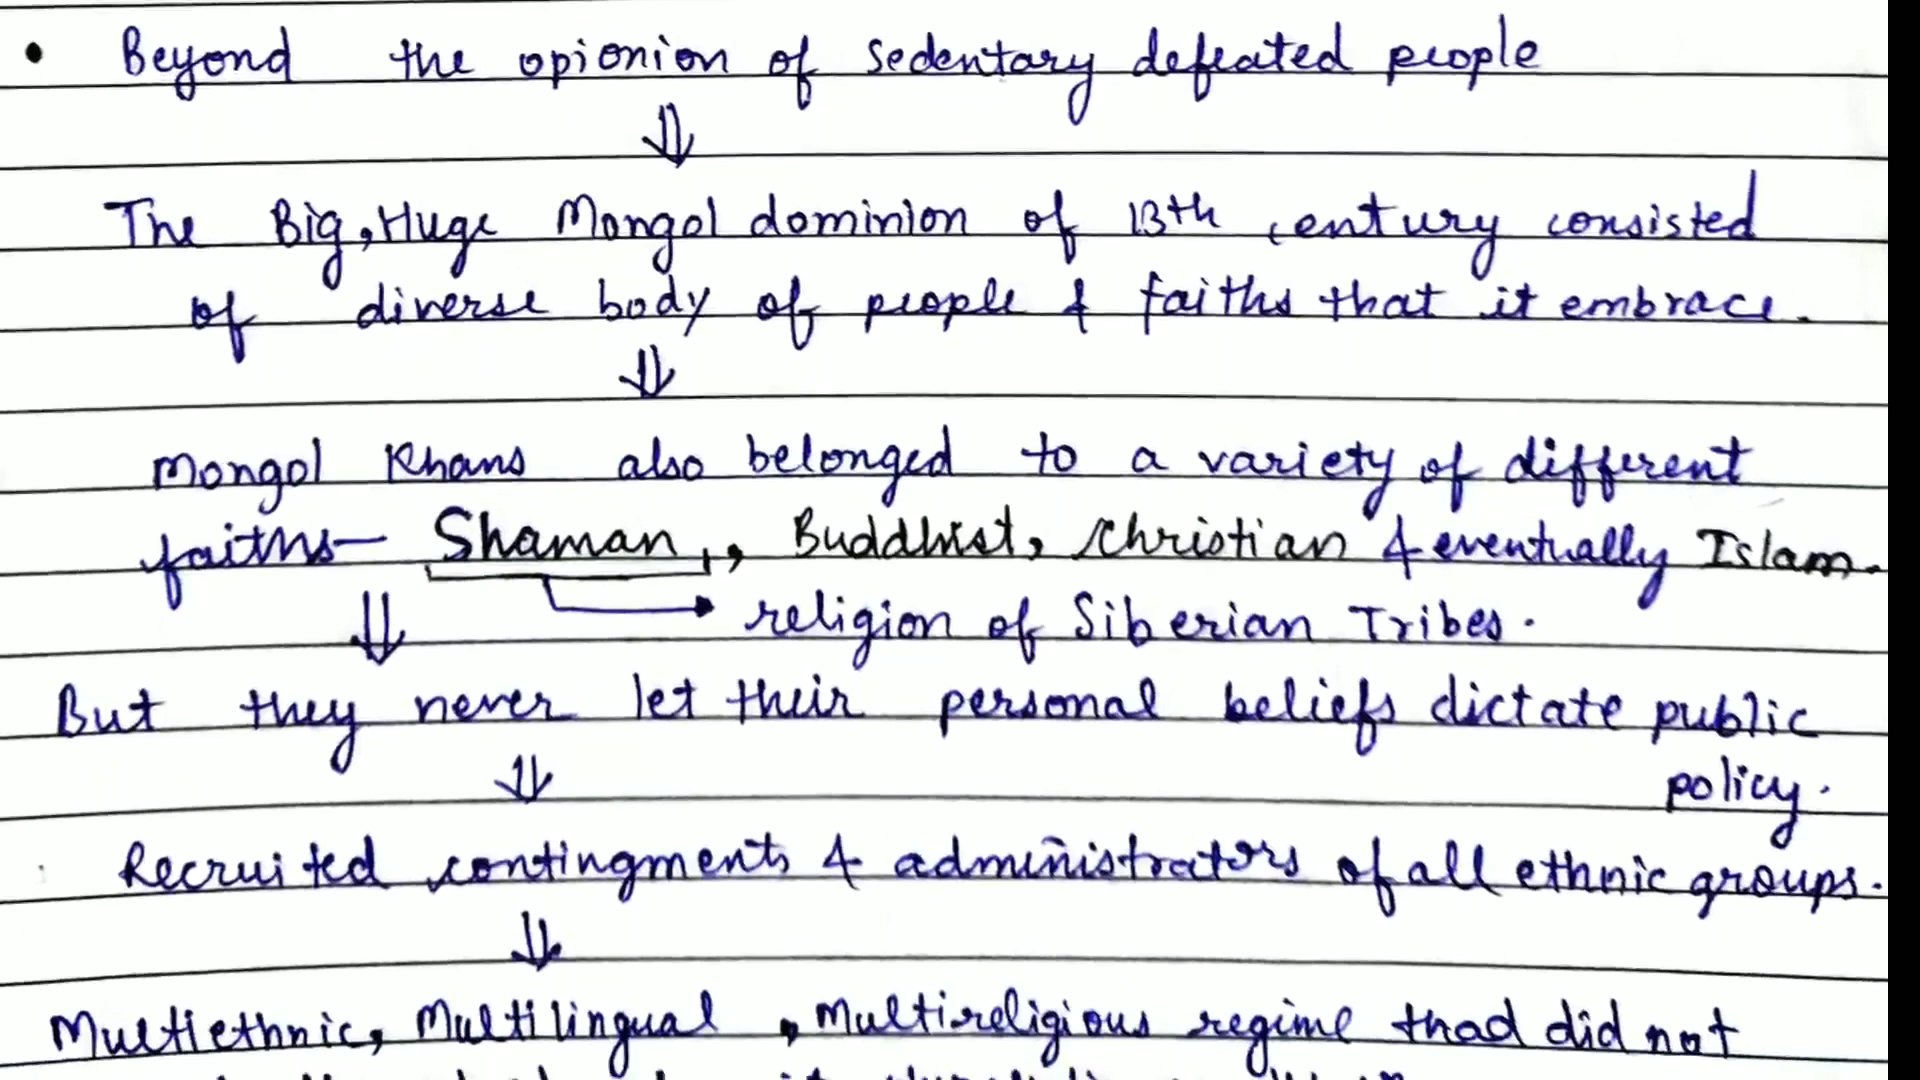 • Beyond the opionion of sedentary defeated people
⇓
The Big, Huge Mongol dominion of 13th century consisted
of diverse body of people & faiths that it embrace.
⇓
Mongol Khans also belonged to a variety of different
faiths— Shaman, Buddhist, Christian & eventually Islam.
religion of Siberian Tribes.
⇓
But they never let their personal beliefs dictate public
policy.
⇓
Recruited contingments & administrators of all ethnic groups.
⇓
Multiethnic, Multilingual, Multireligious regime thad did not